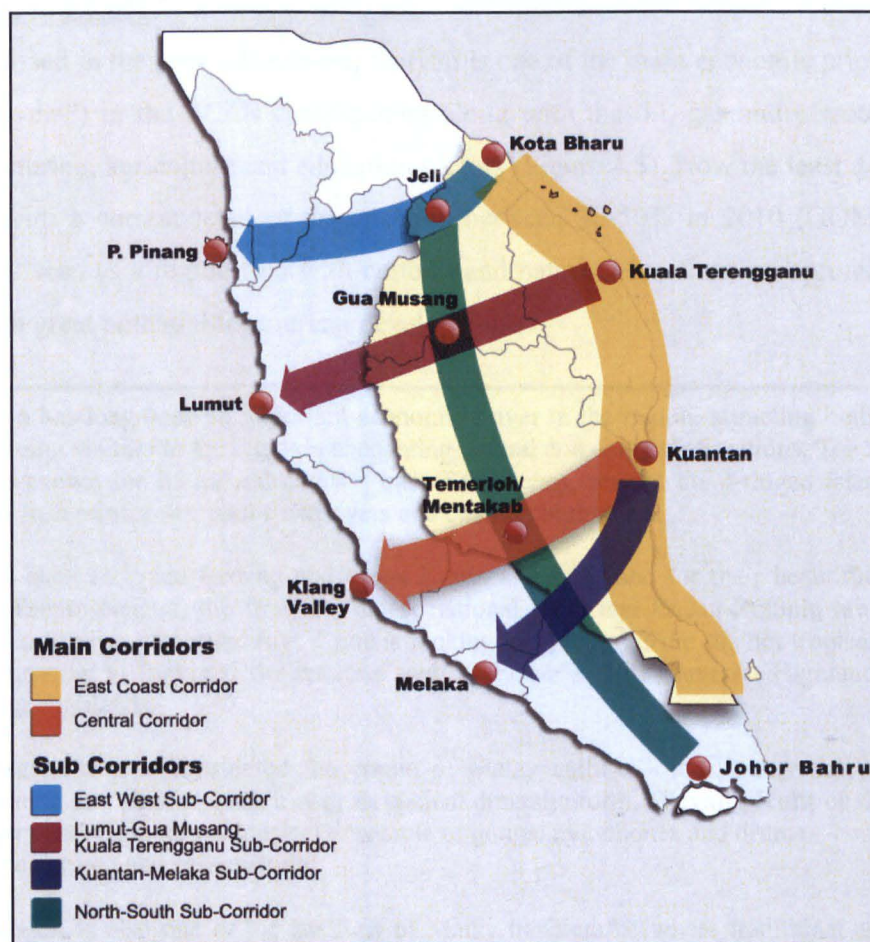 Kota Bharu
Jeli
P. Pinang
Kuala Terengganu
Gua Musang
Lumut
Kuantan
Temerloh/
Mentakab
Klang
Valley
Melaka
Johor Bahru
Main Corridors
East Coast Corridor
Central Corridor
Sub Corridors
East West Sub-Corridor
Lumut-Gua Musang-
Kuala Terengganu Sub-Corridor
Kuantan-Melaka Sub-Corridor
North-South Sub-Corridor